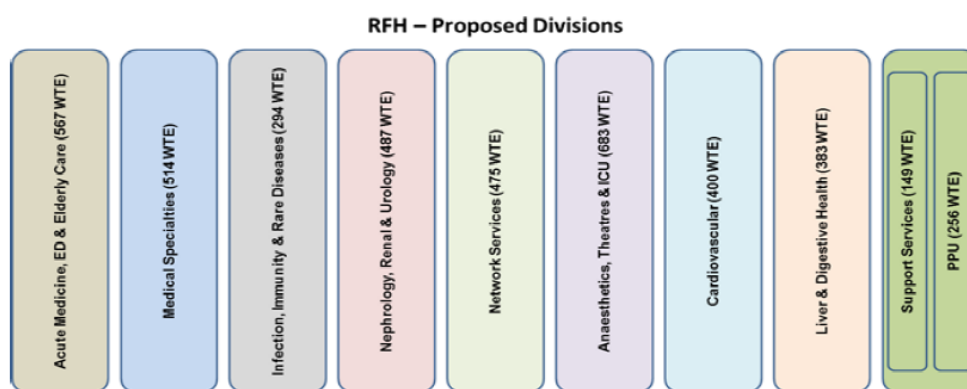 RFH – Proposed Divisions
Acute Medicine, ED & Elderly Care (567 WTE)
Medical Specialties (514 WTE)
Infection, Immunity & Rare Diseases (294 WTE)
Nephrology, Renal & Urology (487 WTE)
Network Services (475 WTE)
Anaesthetics, Theatres & ICU (683 WTE)
Cardiovascular (400 WTE)
Liver & Digestive Health (383 WTE)
Support Services (149 WTE)
PPU (256 WTE)